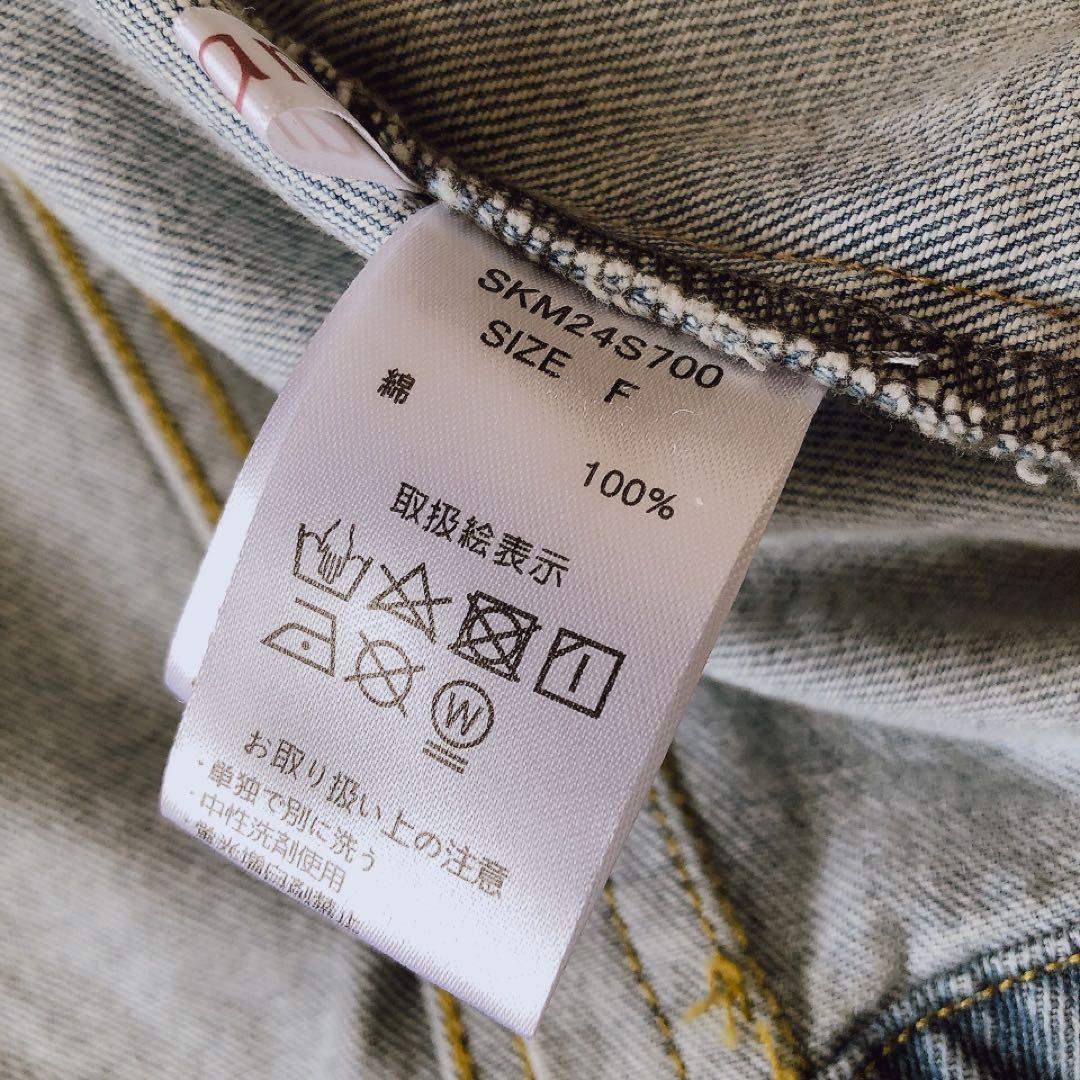 SKM24S700
SIZE F
綿 100%
取扱絵表示
W
お取り扱い上の注意
・単独で別に洗う
・中性洗剤使用